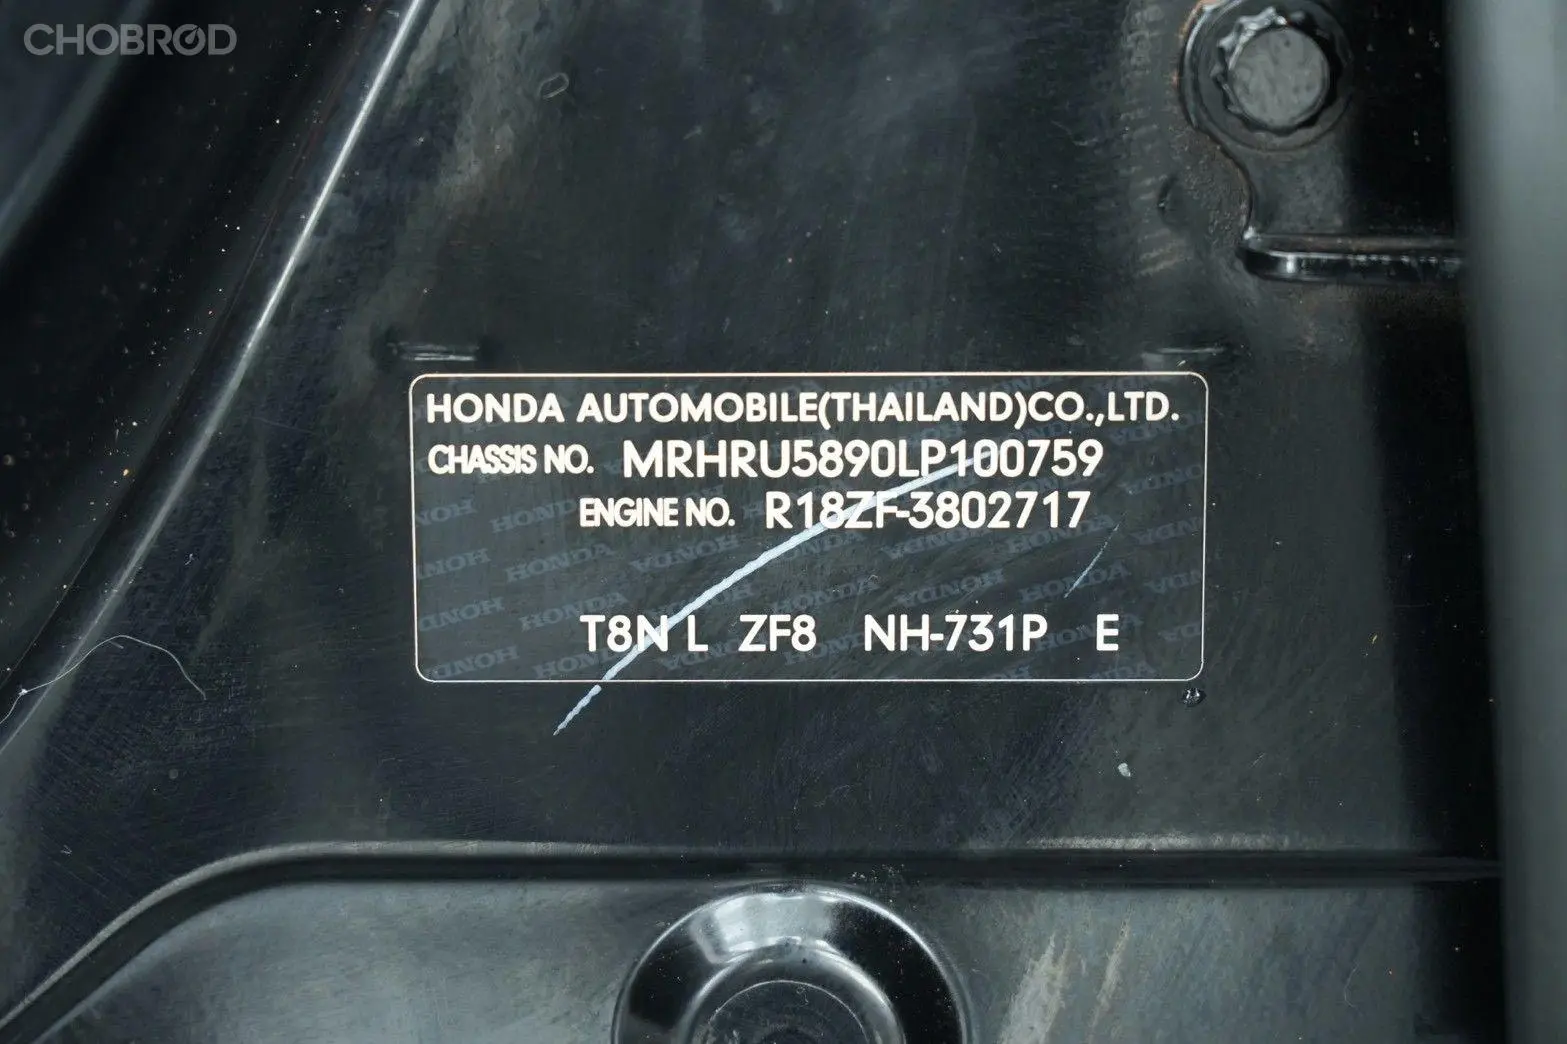 CHOBROD
HONDA AUTOMOBILE(THAILAND)CO.,LTD.
CHASSIS NO. MRHRU5890LP100759
ENGINE NO. R18ZF-3802717
T8N L ZF8 NH-731P E